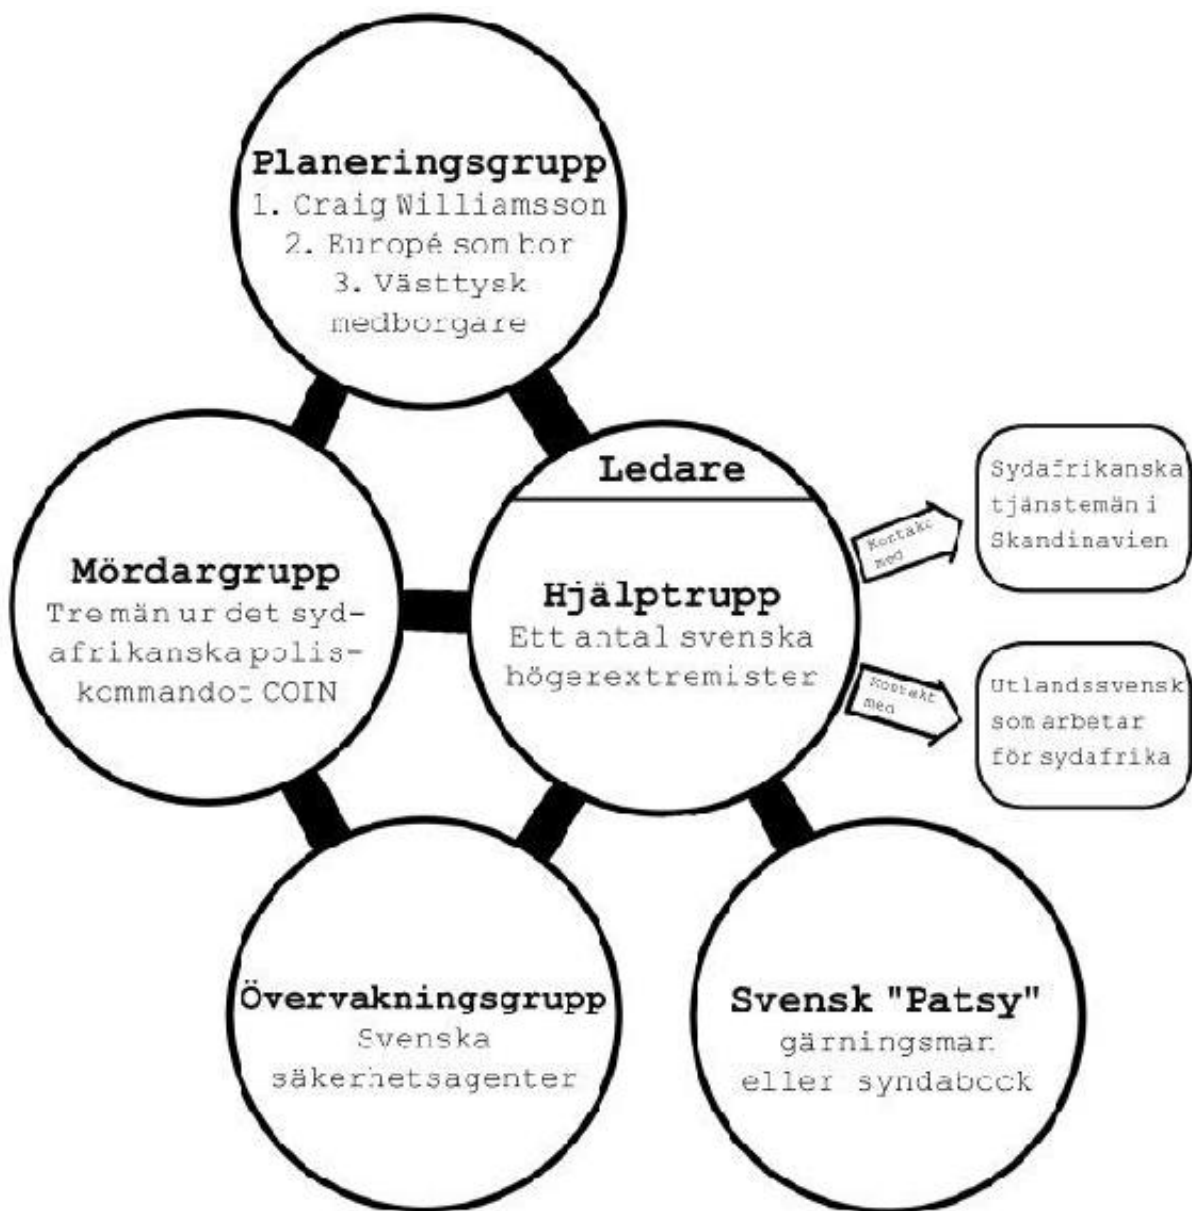 Planeringsgrupp
1. Craig Williamsson
2. Europé som bor
3. Västtysk
medborgare
Ledare
Mördargrupp
Tre män ur det syd-
afrikanska polis-
kommandot COIN
Hjälptrupp
Ett antal svenska
högerextremister
Kontakt
med
Sydafrikanska
tjänstemän i
Skandinavien
Kontakt
med
Utlandssvensk
som arbetar
för sydafrika
Övervakningsgrupp
Svenska
säkerhetsagenter
Svensk "Patsy"
gärningsman
eller syndabock